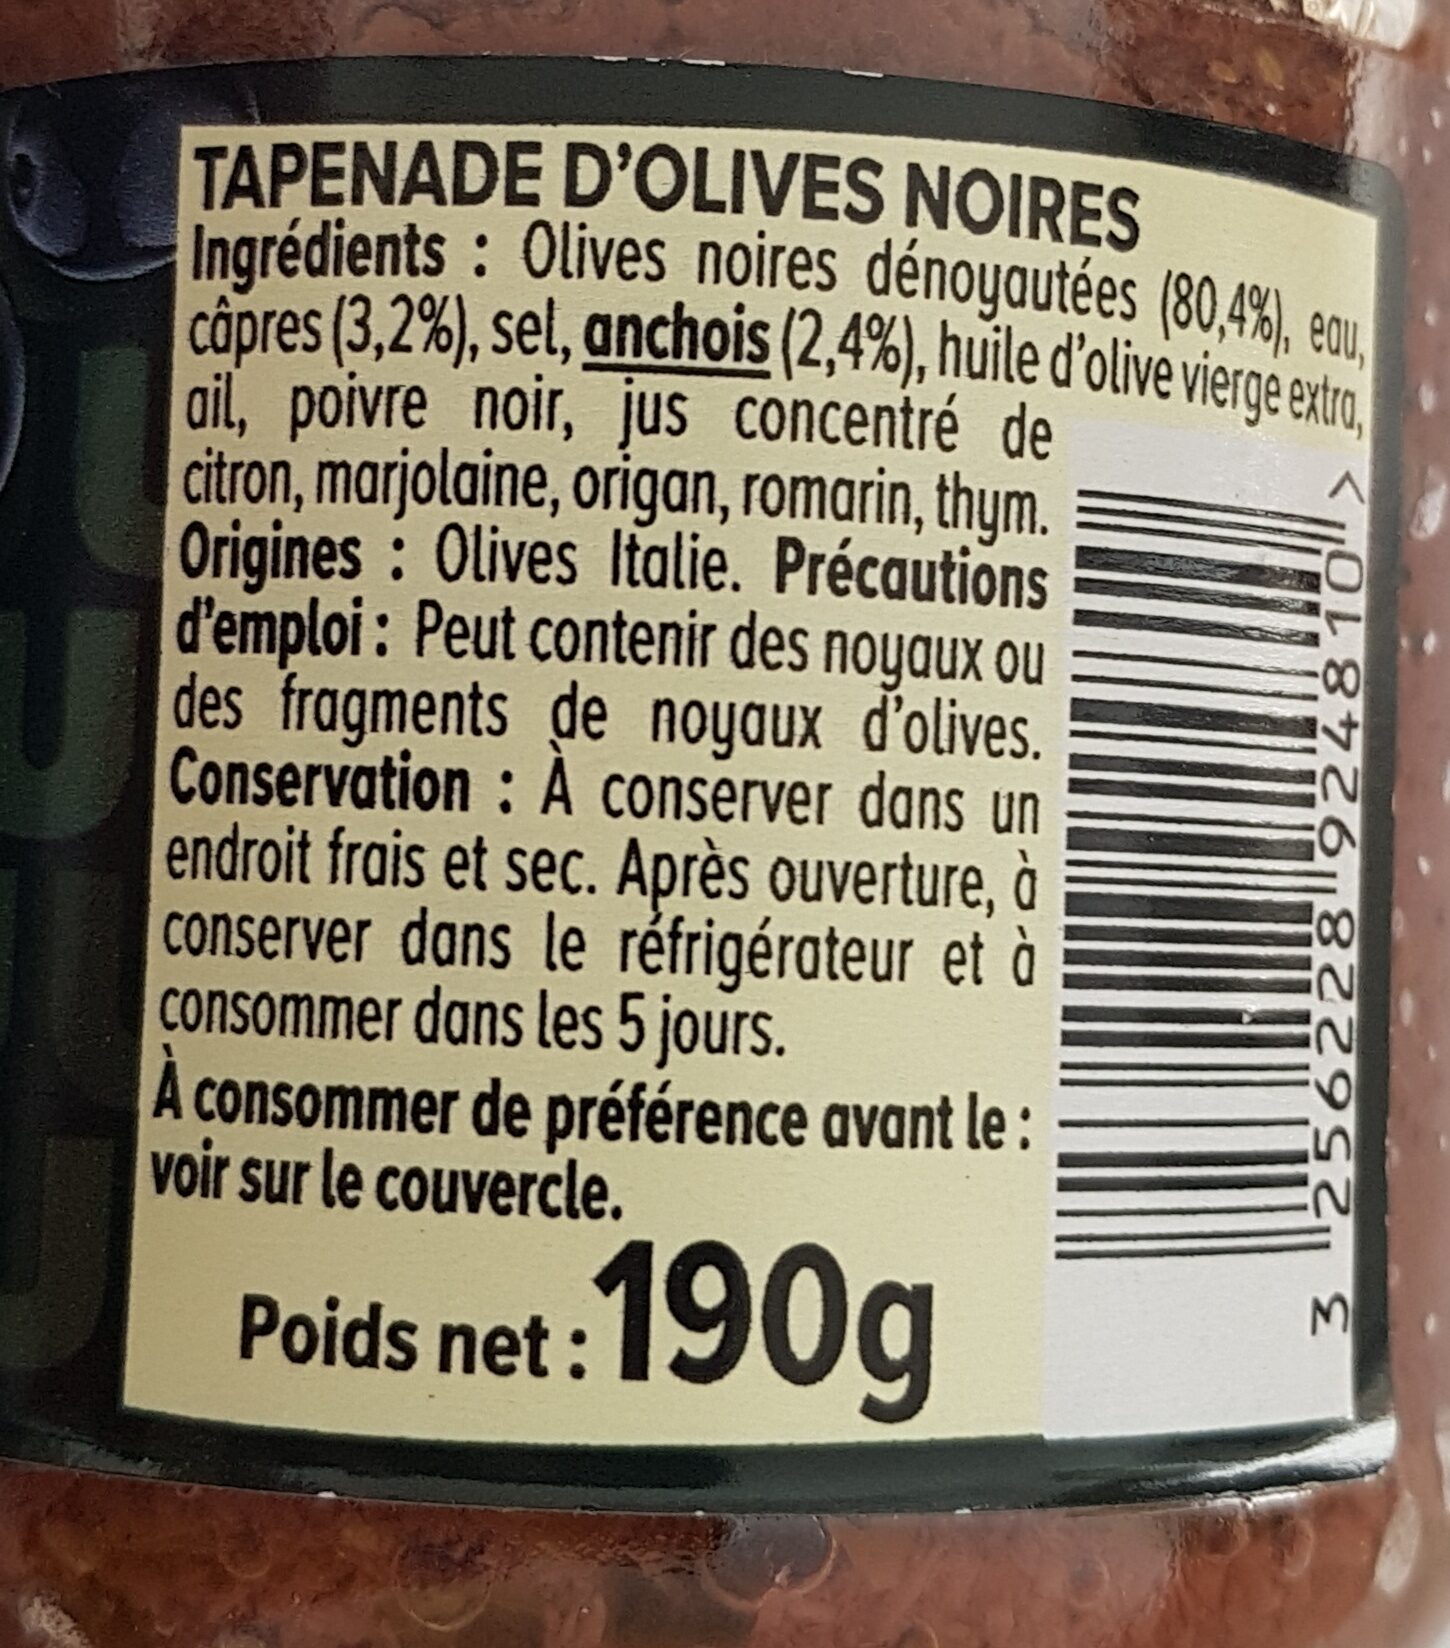 TAPENADE D'OLIVES NOIRES
Ingrédients : Olives noires dénoyautées (80,4%), eau,
câpres (3,2%), sel, anchois (2,4%), huile d'olive vierge extra,
ail, poivre noir, jus concentré de
citron, marjolaine, origan, romarin, thym.
Origines : Olives Italie. Précautions
d'emploi : Peut contenir des noyaux ou
des fragments de noyaux d'olives.
Conservation : À conserver dans un
endroit frais et sec. Après ouverture, à
conserver dans le réfrigérateur et à
consommer dans les 5 jours.
À consommer de préférence avant le :
voir sur le couvercle.
Poids net : 190g
3 256228 924810 >